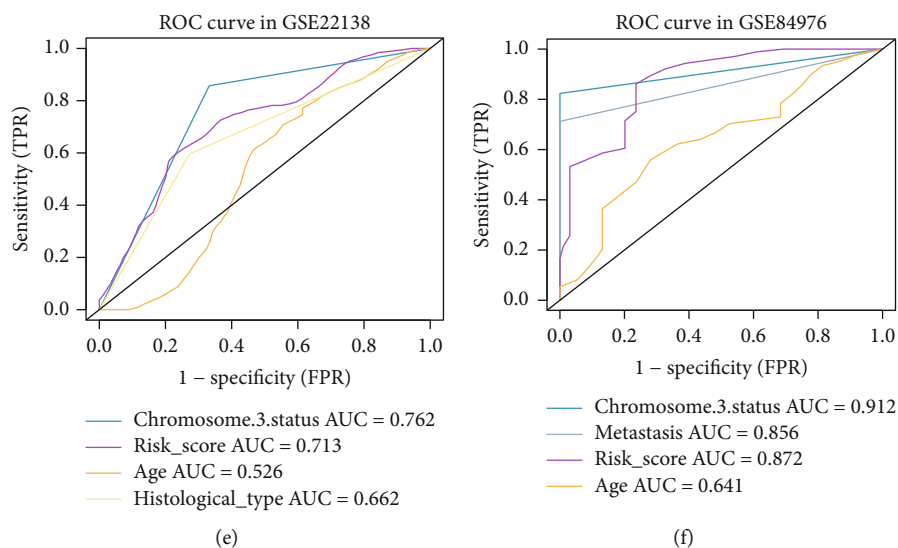 ROC curve in GSE22138
1.0
0.8
0.6
0.4
0.2
0.0
Sensitivity (TPR)
0.0 0.2 0.4 0.6 0.8 1.0
1 − specificity (FPR)
Chromosome.3.status AUC = 0.762
Risk_score AUC = 0.713
Age AUC = 0.526
Histological_type AUC = 0.662
(e)
ROC curve in GSE84976
1.0
0.8
0.6
0.4
0.2
0.0
Sensitivity (TPR)
0.0 0.2 0.4 0.6 0.8 1.0
1 − specificity (FPR)
Chromosome.3.status AUC = 0.912
Metastasis AUC = 0.856
Risk_score AUC = 0.872
Age AUC = 0.641
(f)